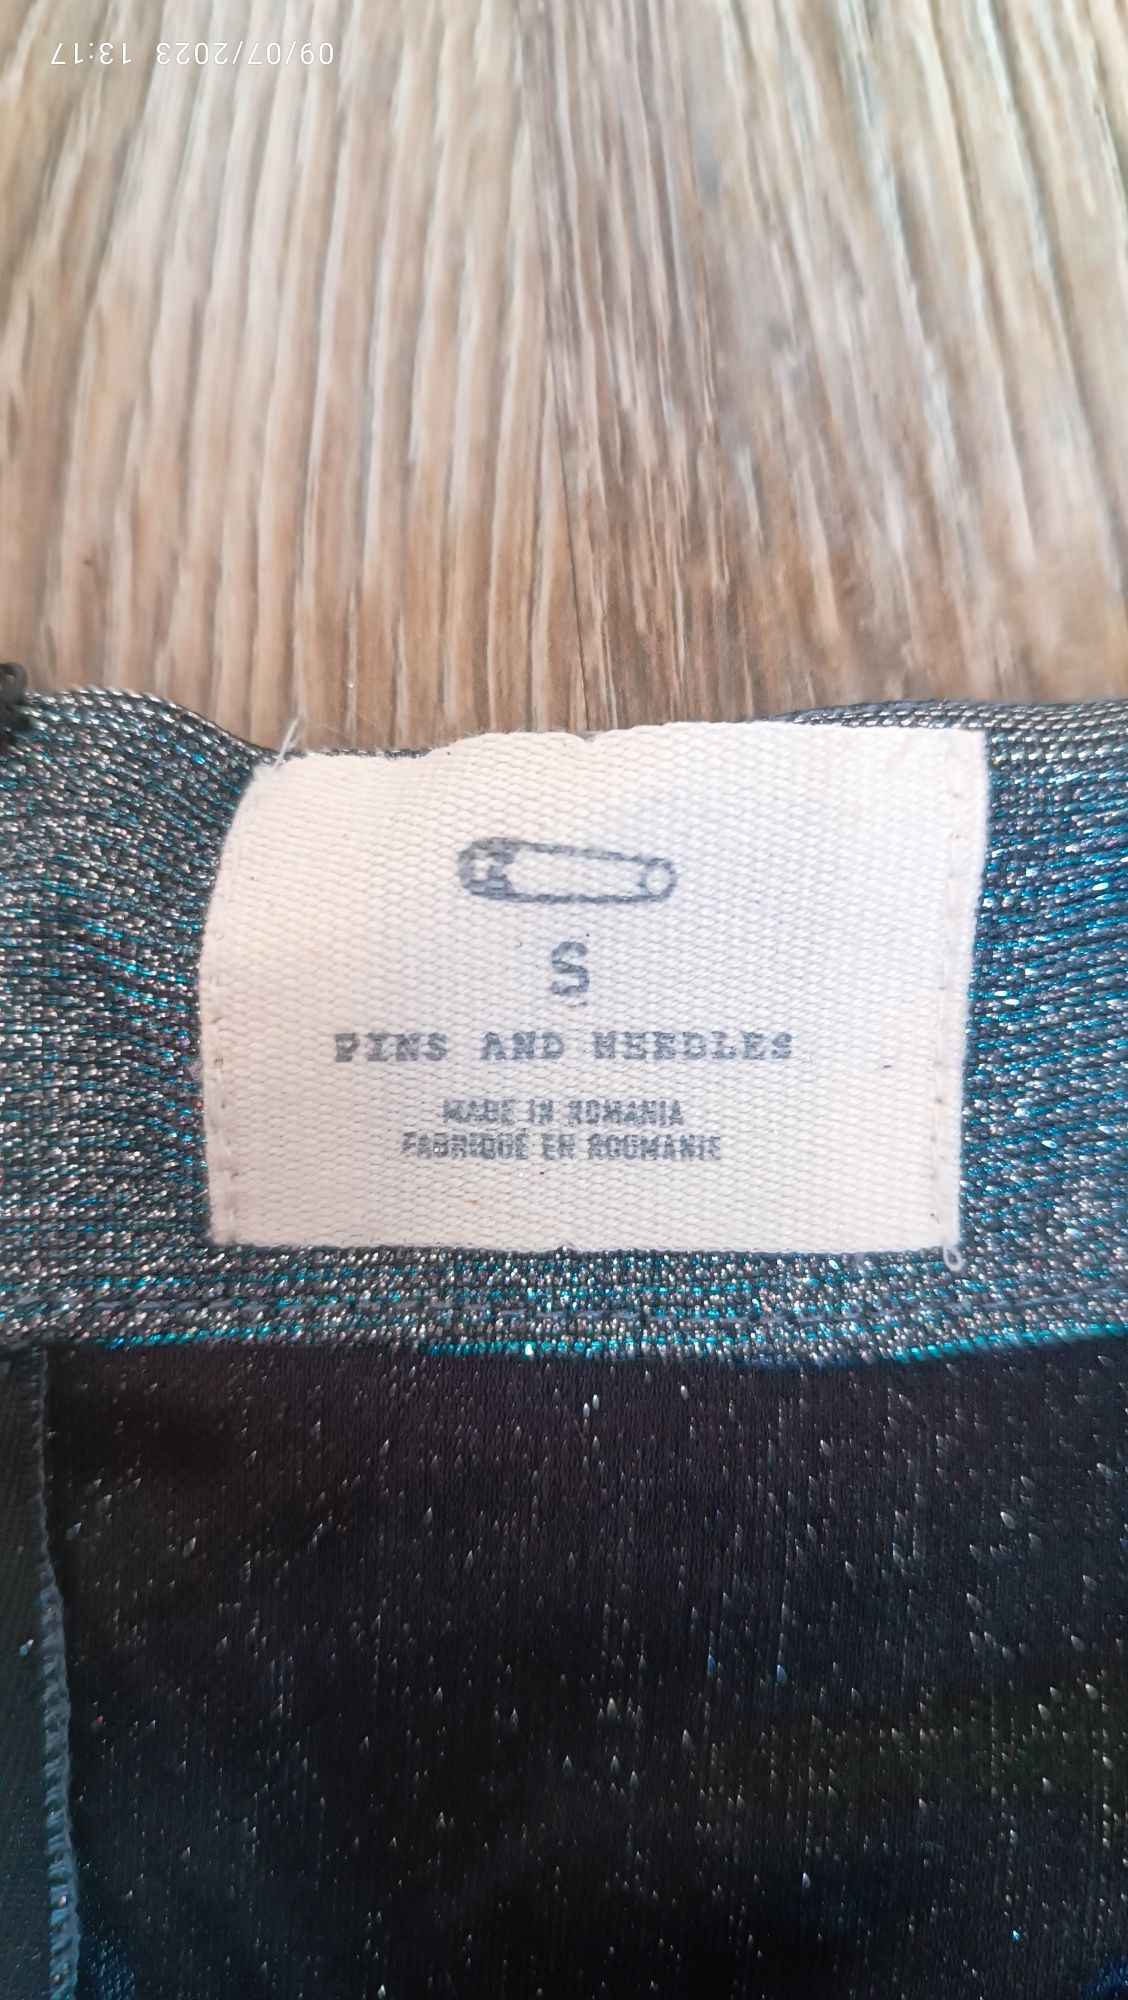 09/07/2023 13:17
S
PINS AND NEEDLES
MADE IN ROMANIA
FABRIQUÉ EN ROUMANIE